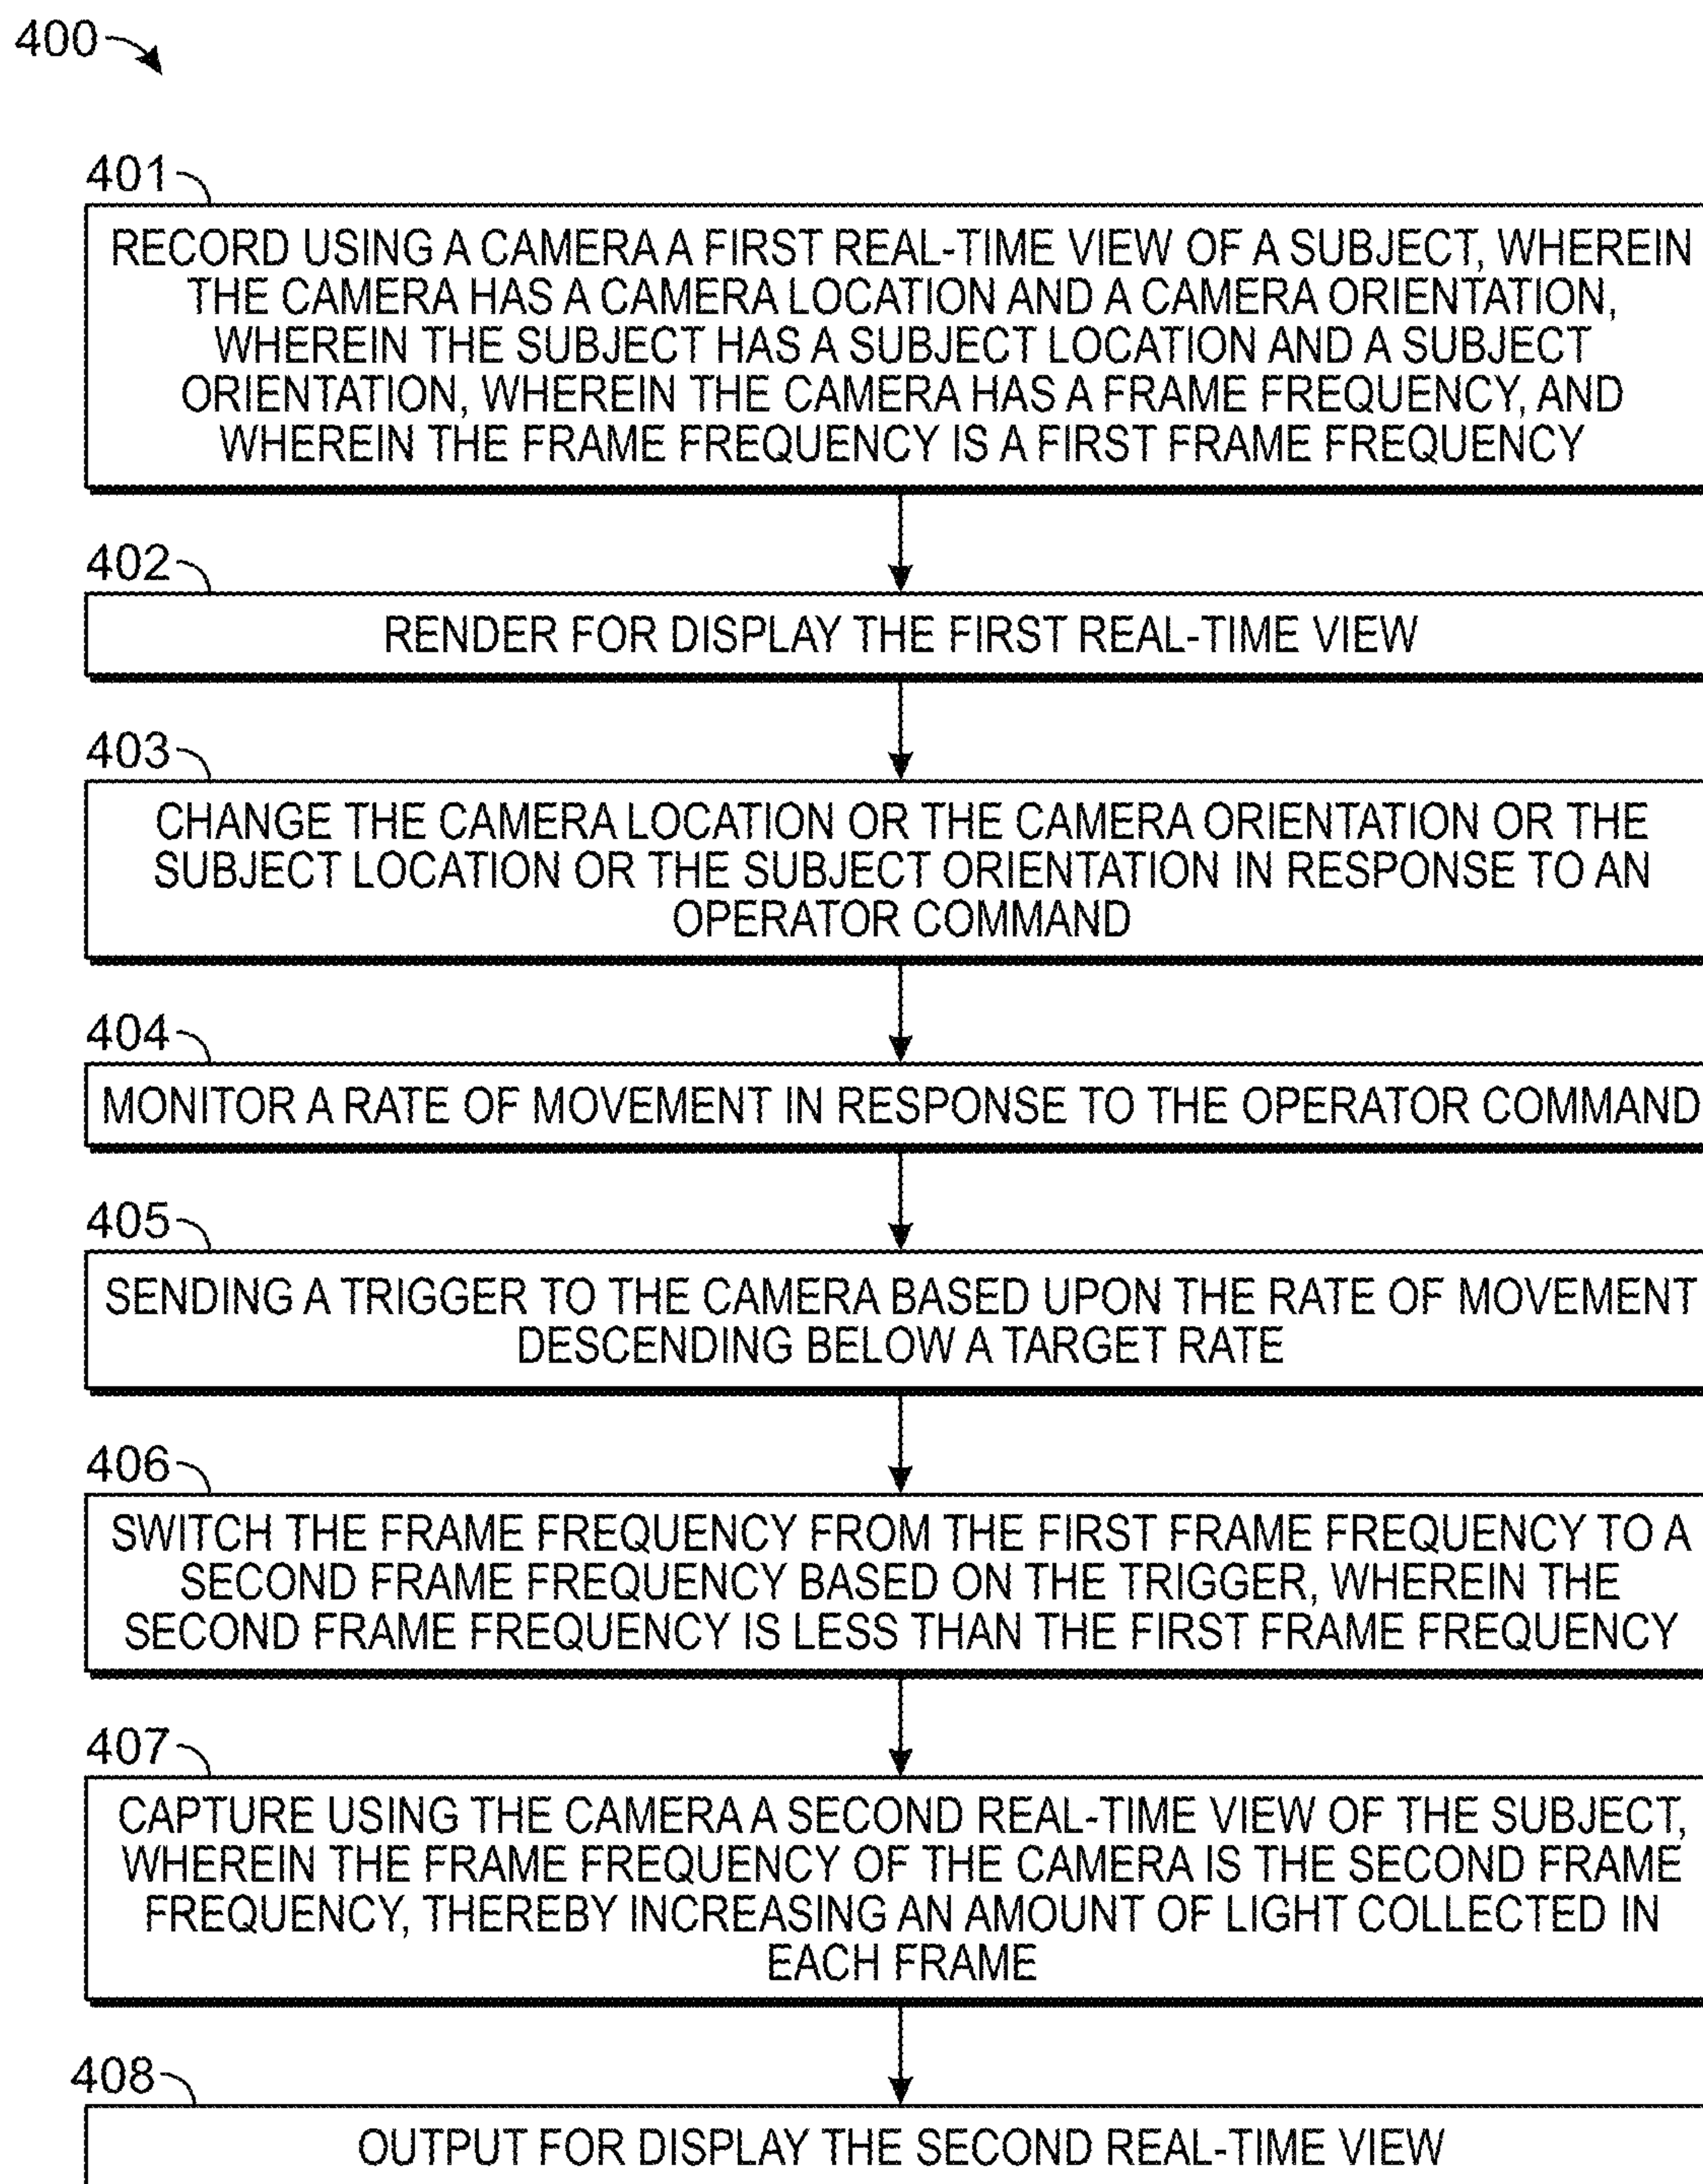 400
401
RECORD USING A CAMERA A FIRST REAL-TIME VIEW OF A SUBJECT, WHEREIN
THE CAMERA HAS A CAMERA LOCATION AND A CAMERA ORIENTATION,
WHEREIN THE SUBJECT HAS A SUBJECT LOCATION AND A SUBJECT
ORIENTATION, WHEREIN THE CAMERA HAS A FRAME FREQUENCY, AND
WHEREIN THE FRAME FREQUENCY IS A FIRST FRAME FREQUENCY
402
RENDER FOR DISPLAY THE FIRST REAL-TIME VIEW
403
CHANGE THE CAMERA LOCATION OR THE CAMERA ORIENTATION OR THE
SUBJECT LOCATION OR THE SUBJECT ORIENTATION IN RESPONSE TO AN
OPERATOR COMMAND
404
MONITOR A RATE OF MOVEMENT IN RESPONSE TO THE OPERATOR COMMAND
405
SENDING A TRIGGER TO THE CAMERA BASED UPON THE RATE OF MOVEMENT
DESCENDING BELOW A TARGET RATE
406
SWITCH THE FRAME FREQUENCY FROM THE FIRST FRAME FREQUENCY TO A
SECOND FRAME FREQUENCY BASED ON THE TRIGGER, WHEREIN THE
SECOND FRAME FREQUENCY IS LESS THAN THE FIRST FRAME FREQUENCY
407
CAPTURE USING THE CAMERA A SECOND REAL-TIME VIEW OF THE SUBJECT,
WHEREIN THE FRAME FREQUENCY OF THE CAMERA IS THE SECOND FRAME
FREQUENCY, THEREBY INCREASING AN AMOUNT OF LIGHT COLLECTED IN
EACH FRAME
408
OUTPUT FOR DISPLAY THE SECOND REAL-TIME VIEW